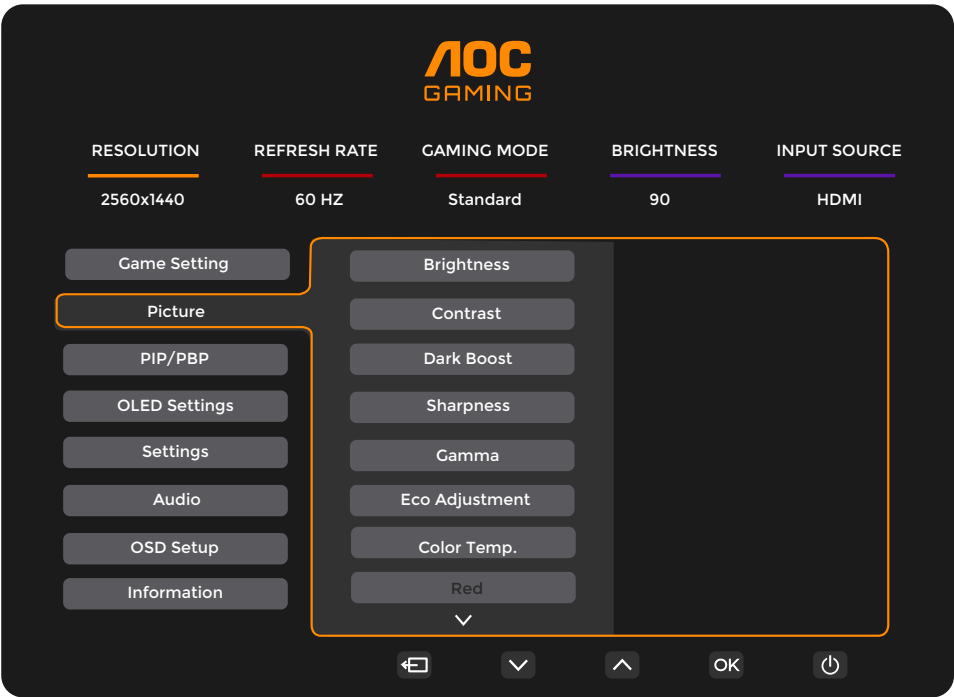 AOC
GAMING
RESOLUTION REFRESH RATE GAMING MODE BRIGHTNESS INPUT SOURCE
2560x1440 60 HZ Standard 90 HDMI
Game Setting
Picture
PIP/PBP
OLED Settings
Settings
Audio
OSD Setup
Information
Brightness
Contrast
Dark Boost
Sharpness
Gamma
Eco Adjustment
Color Temp.
Red
OK